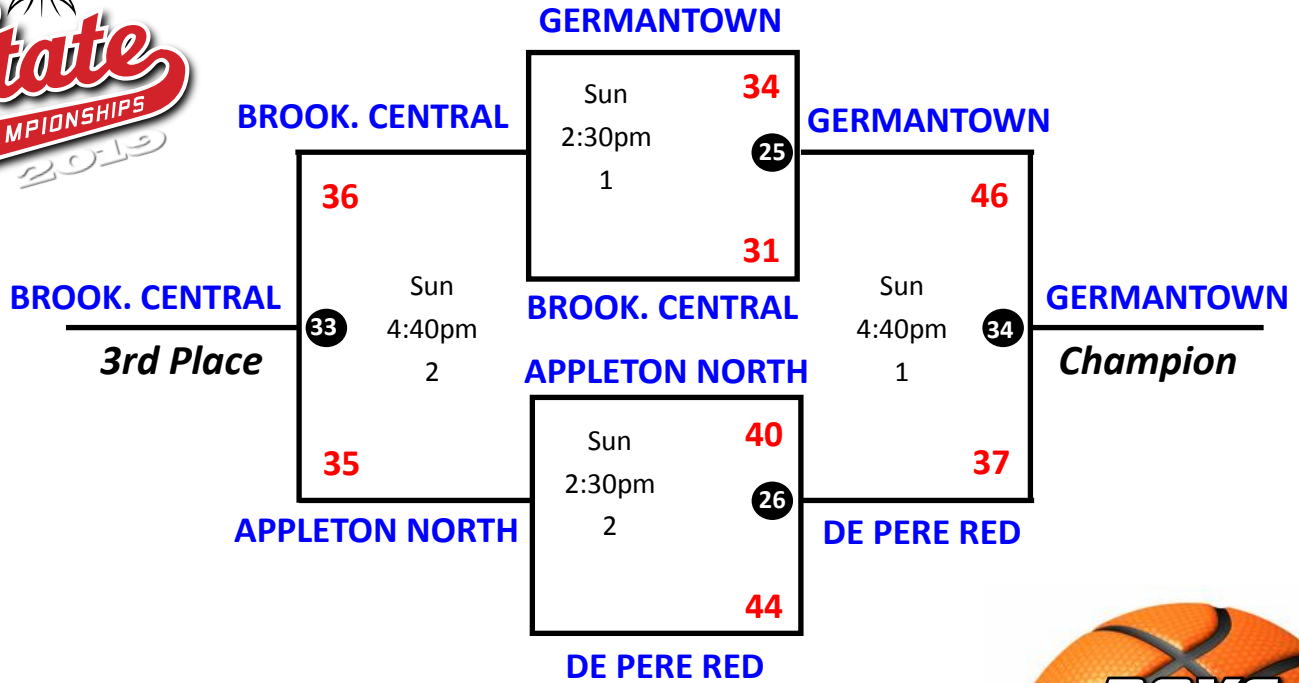 GERMANTOWN
tate
MPIONSHIPS
2019
BROOK. CENTRAL
Sun
2:30pm
1
34
25
31
GERMANTOWN
36
46
BROOK. CENTRAL
3rd Place
33
Sun
4:40pm
2
BROOK. CENTRAL
APPLETON NORTH
Sun
4:40pm
1
34
GERMANTOWN
Champion
35
Sun
2:30pm
2
40
26
44
37
APPLETON NORTH
DE PERE RED
DE PERE RED